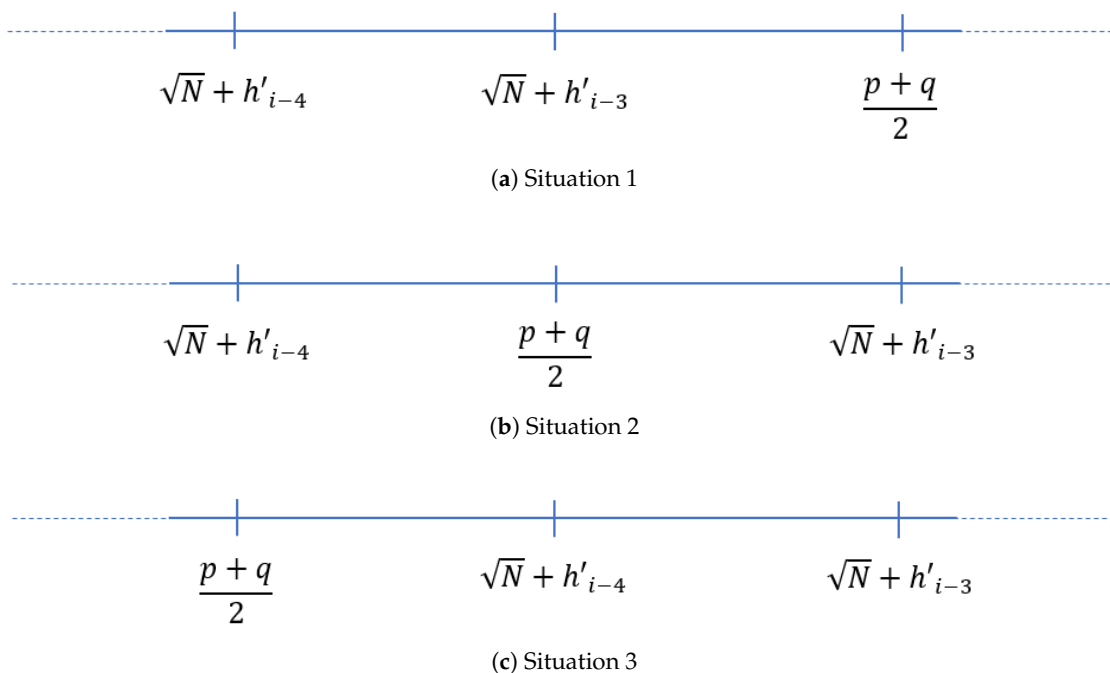 √N + h′ᵢ₋₄ √N + h′ᵢ₋₃ (p + q)/2
(a) Situation 1
√N + h′ᵢ₋₄ (p + q)/2 √N + h′ᵢ₋₃
(b) Situation 2
(p + q)/2 √N + h′ᵢ₋₄ √N + h′ᵢ₋₃
(c) Situation 3